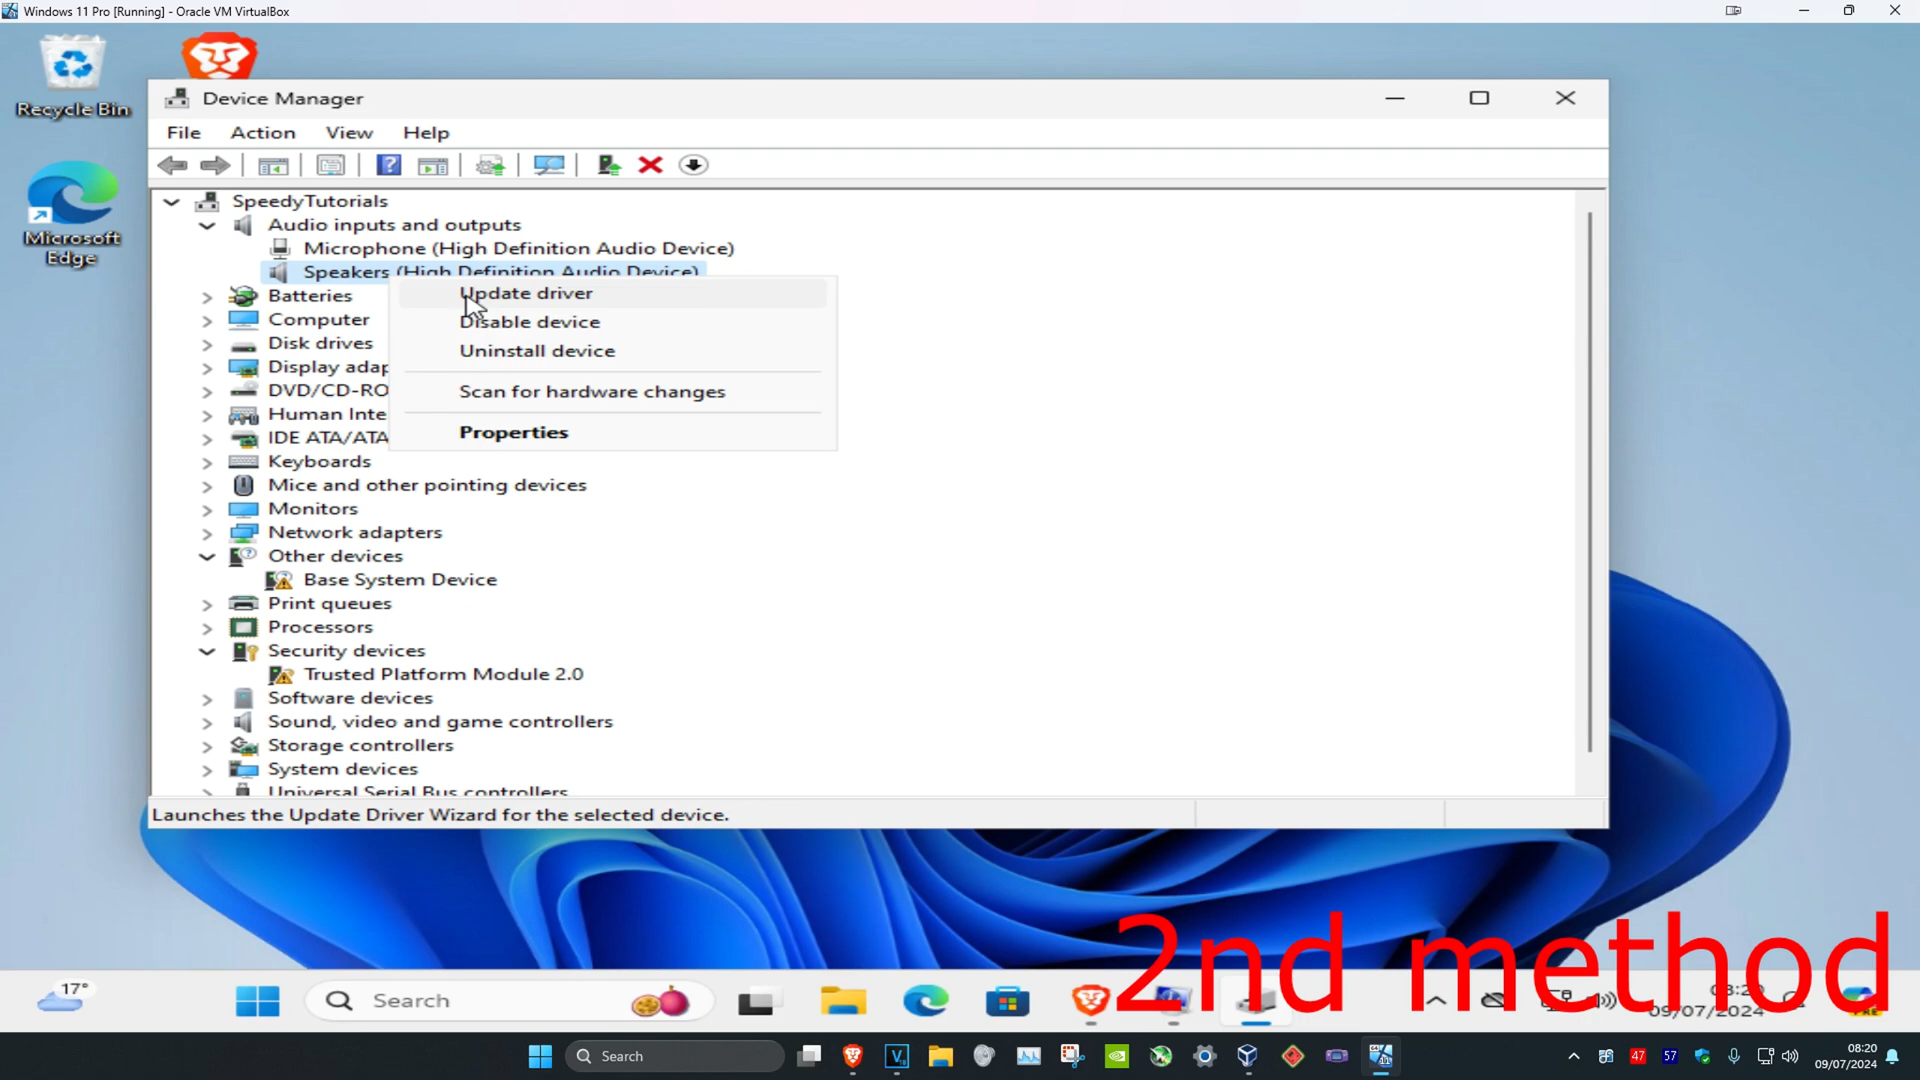 Windows 11 Pro [Running] - Oracle VM VirtualBox
Recycle Bin
Microsoft
Edge
Device Manager
File Action View Help
SpeedyTutorials
Audio inputs and outputs
Microphone (High Definition Audio Device)
Speakers (High Definition Audio Device)
Update driver
Disable device
Uninstall device
Scan for hardware changes
Properties
Batteries
Computer
Disk drives
Display adap
DVD/CD-RO
Human Inte
IDE ATA/ATA
Keyboards
Mice and other pointing devices
Monitors
Network adapters
Other devices
Base System Device
Print queues
Processors
Security devices
Trusted Platform Module 2.0
Software devices
Sound, video and game controllers
Storage controllers
System devices
Universal Serial Bus controllers
Launches the Update Driver Wizard for the selected device.
2nd method
17°
Search
08:20
09/07/2024
PRE
Search
47
57
08:20
09/07/2024